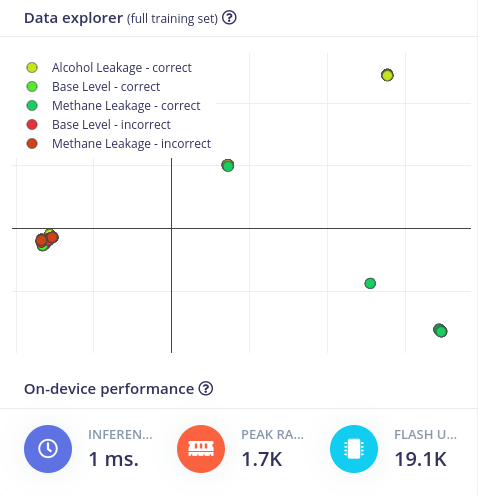 Data explorer (full training set) ?
Alcohol Leakage - correct
Base Level - correct
Methane Leakage - correct
Base Level - incorrect
Methane Leakage - incorrect
On-device performance ?
INFEREN... PEAK RA... FLASH U...
1 ms. 1.7K 19.1K